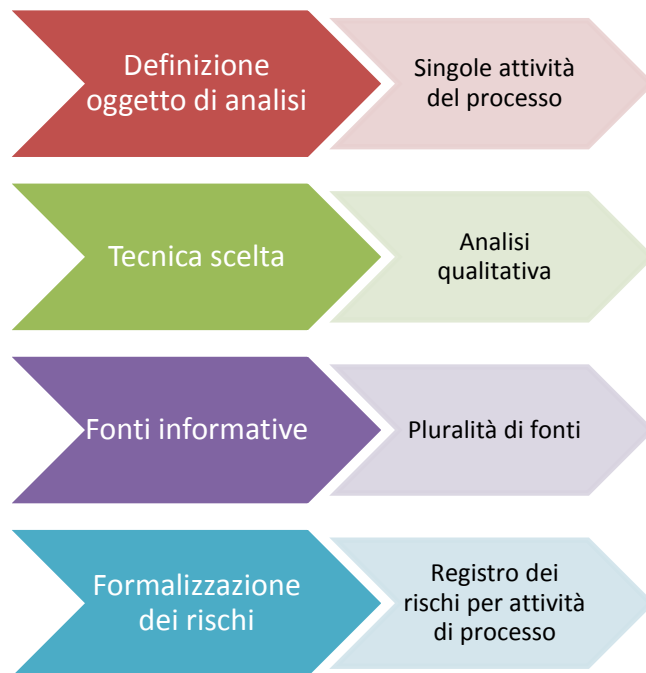 Definizione
oggetto di analisi
Singole attività
del processo
Tecnica scelta
Analisi
qualitativa
Fonti informative
Pluralità di fonti
Formalizzazione
dei rischi
Registro dei
rischi per attività
di processo